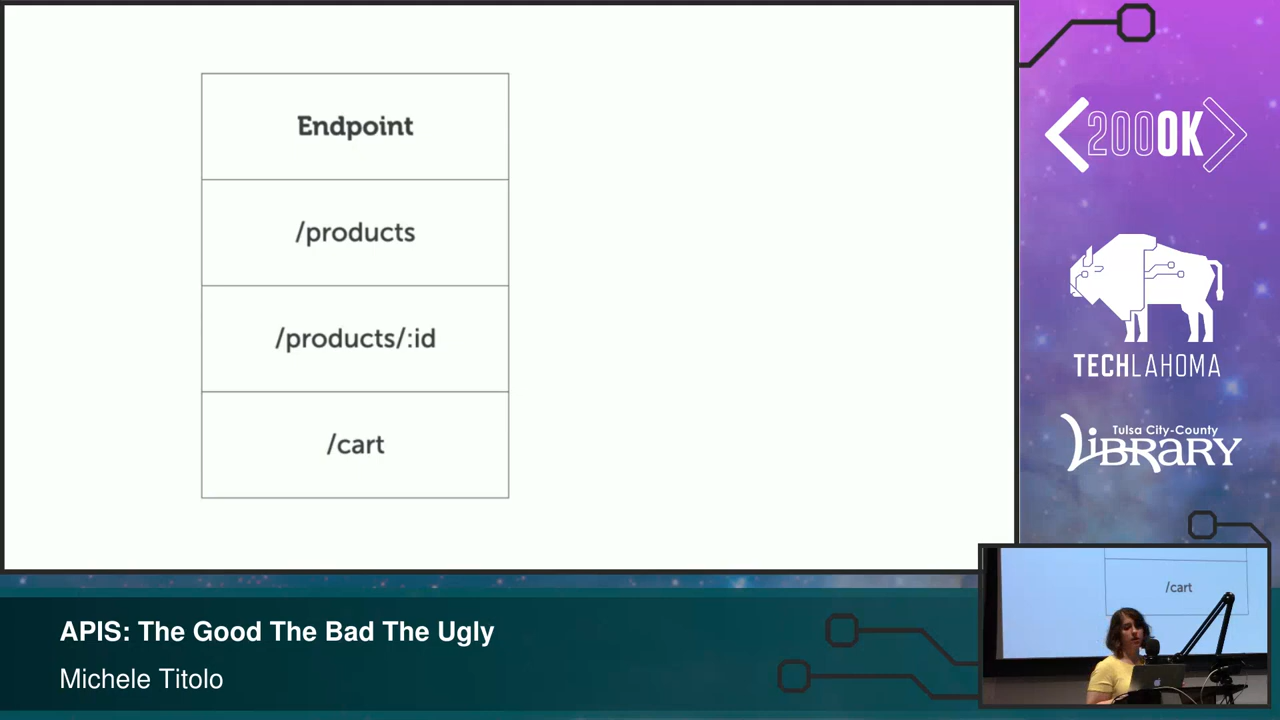 Endpoint
/products
/products/:id
/cart
<200OK>
TECHLAHOMA
Tulsa City-County
LiBRARY
/cart
APIS: The Good The Bad The Ugly
Michele Titolo